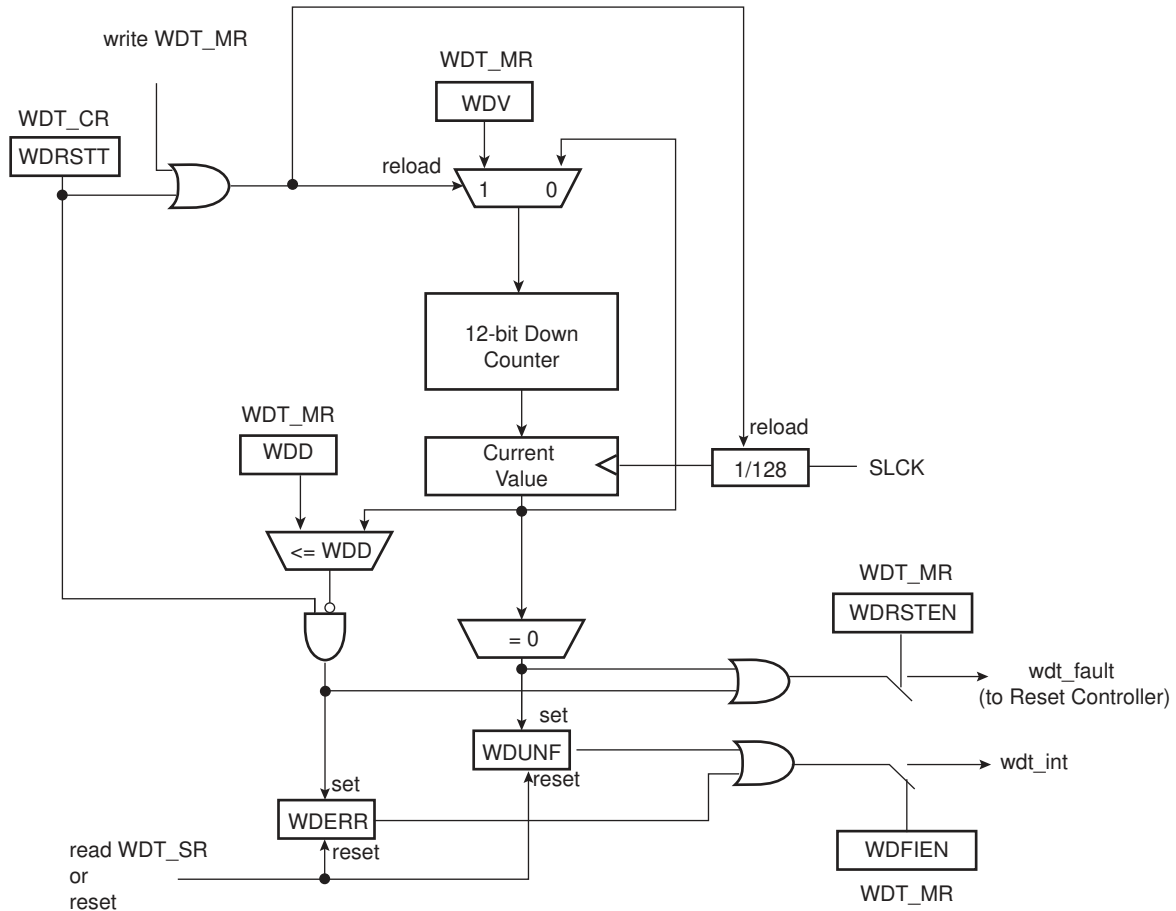 write WDT_MR
WDT_MR
WDV
WDT_CR
WDRSTT
reload
1 0
12-bit Down
Counter
WDT_MR
WDD
Current
Value
reload
1/128
SLCK
<= WDD
= 0
WDT_MR
WDRSTEN
wdt_fault
(to Reset Controller)
set
WDUNF
reset
wdt_int
set
WDERR
reset
WDFIEN
WDT_MR
read WDT_SR
or
reset